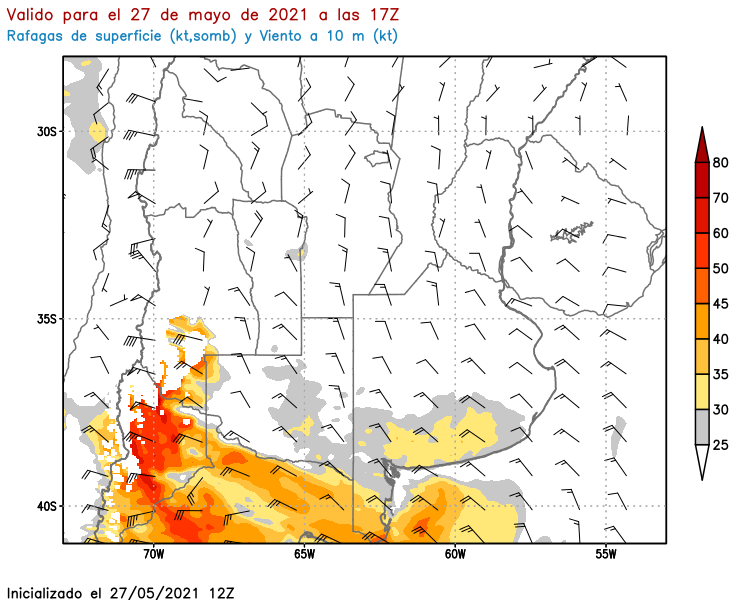 Valido para el 27 de mayo de 2021 a las 17Z
Rafagas de superficie (kt,somb) y Viento a 10 m (kt)
30S
35S
40S
70W 65W 60W 55W
80
70
60
50
45
40
35
30
25
Inicializado el 27/05/2021 12Z